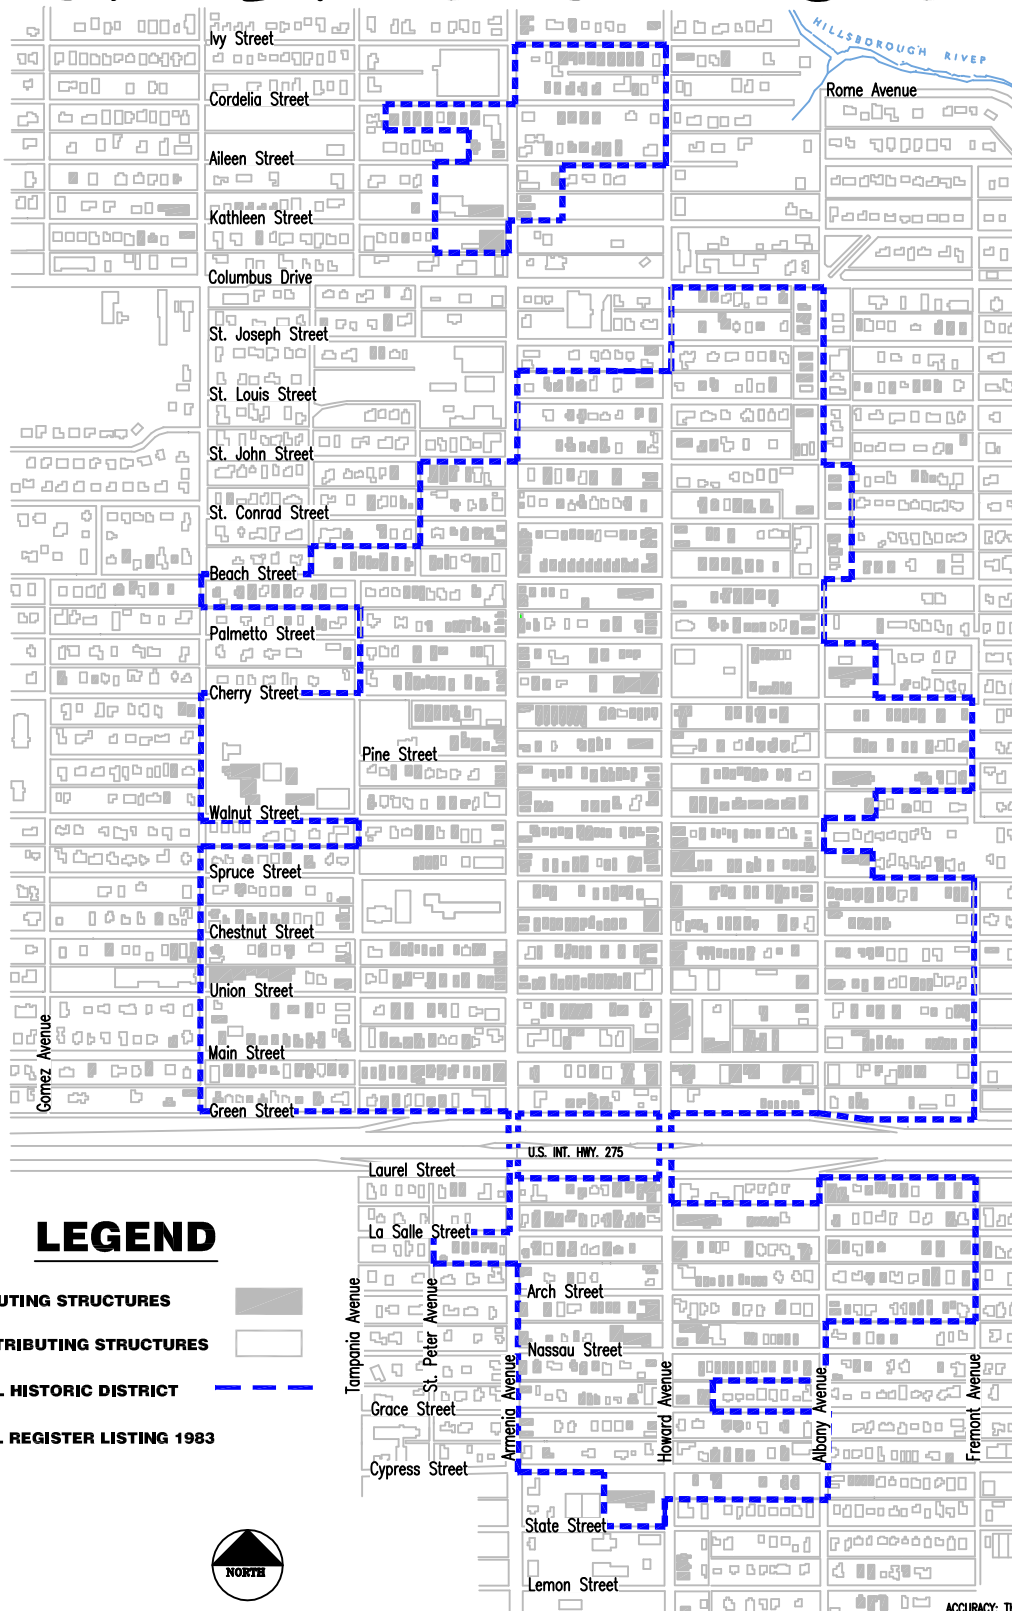 Ivy Street
HILLSBOROUGH RIVER
Rome Avenue
Cordelia Street
Aileen Street
Kathleen Street
Columbus Drive
St. Joseph Street
St. Louis Street
St. John Street
St. Conrad Street
Beach Street
Palmetto Street
Cherry Street
Pine Street
Walnut Street
Spruce Street
Chestnut Street
Union Street
Gomez Avenue
Main Street
Green Street
U.S. INT. HWY. 275
Laurel Street
La Salle Street
LEGEND
UTING STRUCTURES
TRIBUTING STRUCTURES
L HISTORIC DISTRICT
L REGISTER LISTING 1983
Arch Street
Nassau Street
Tampania Avenue
St. Peter Avenue
Armenia Avenue
Howard Avenue
Albany Avenue
Fremont Avenue
Grace Street
Cypress Street
State Street
NORTH
Lemon Street
ACCURACY: TH